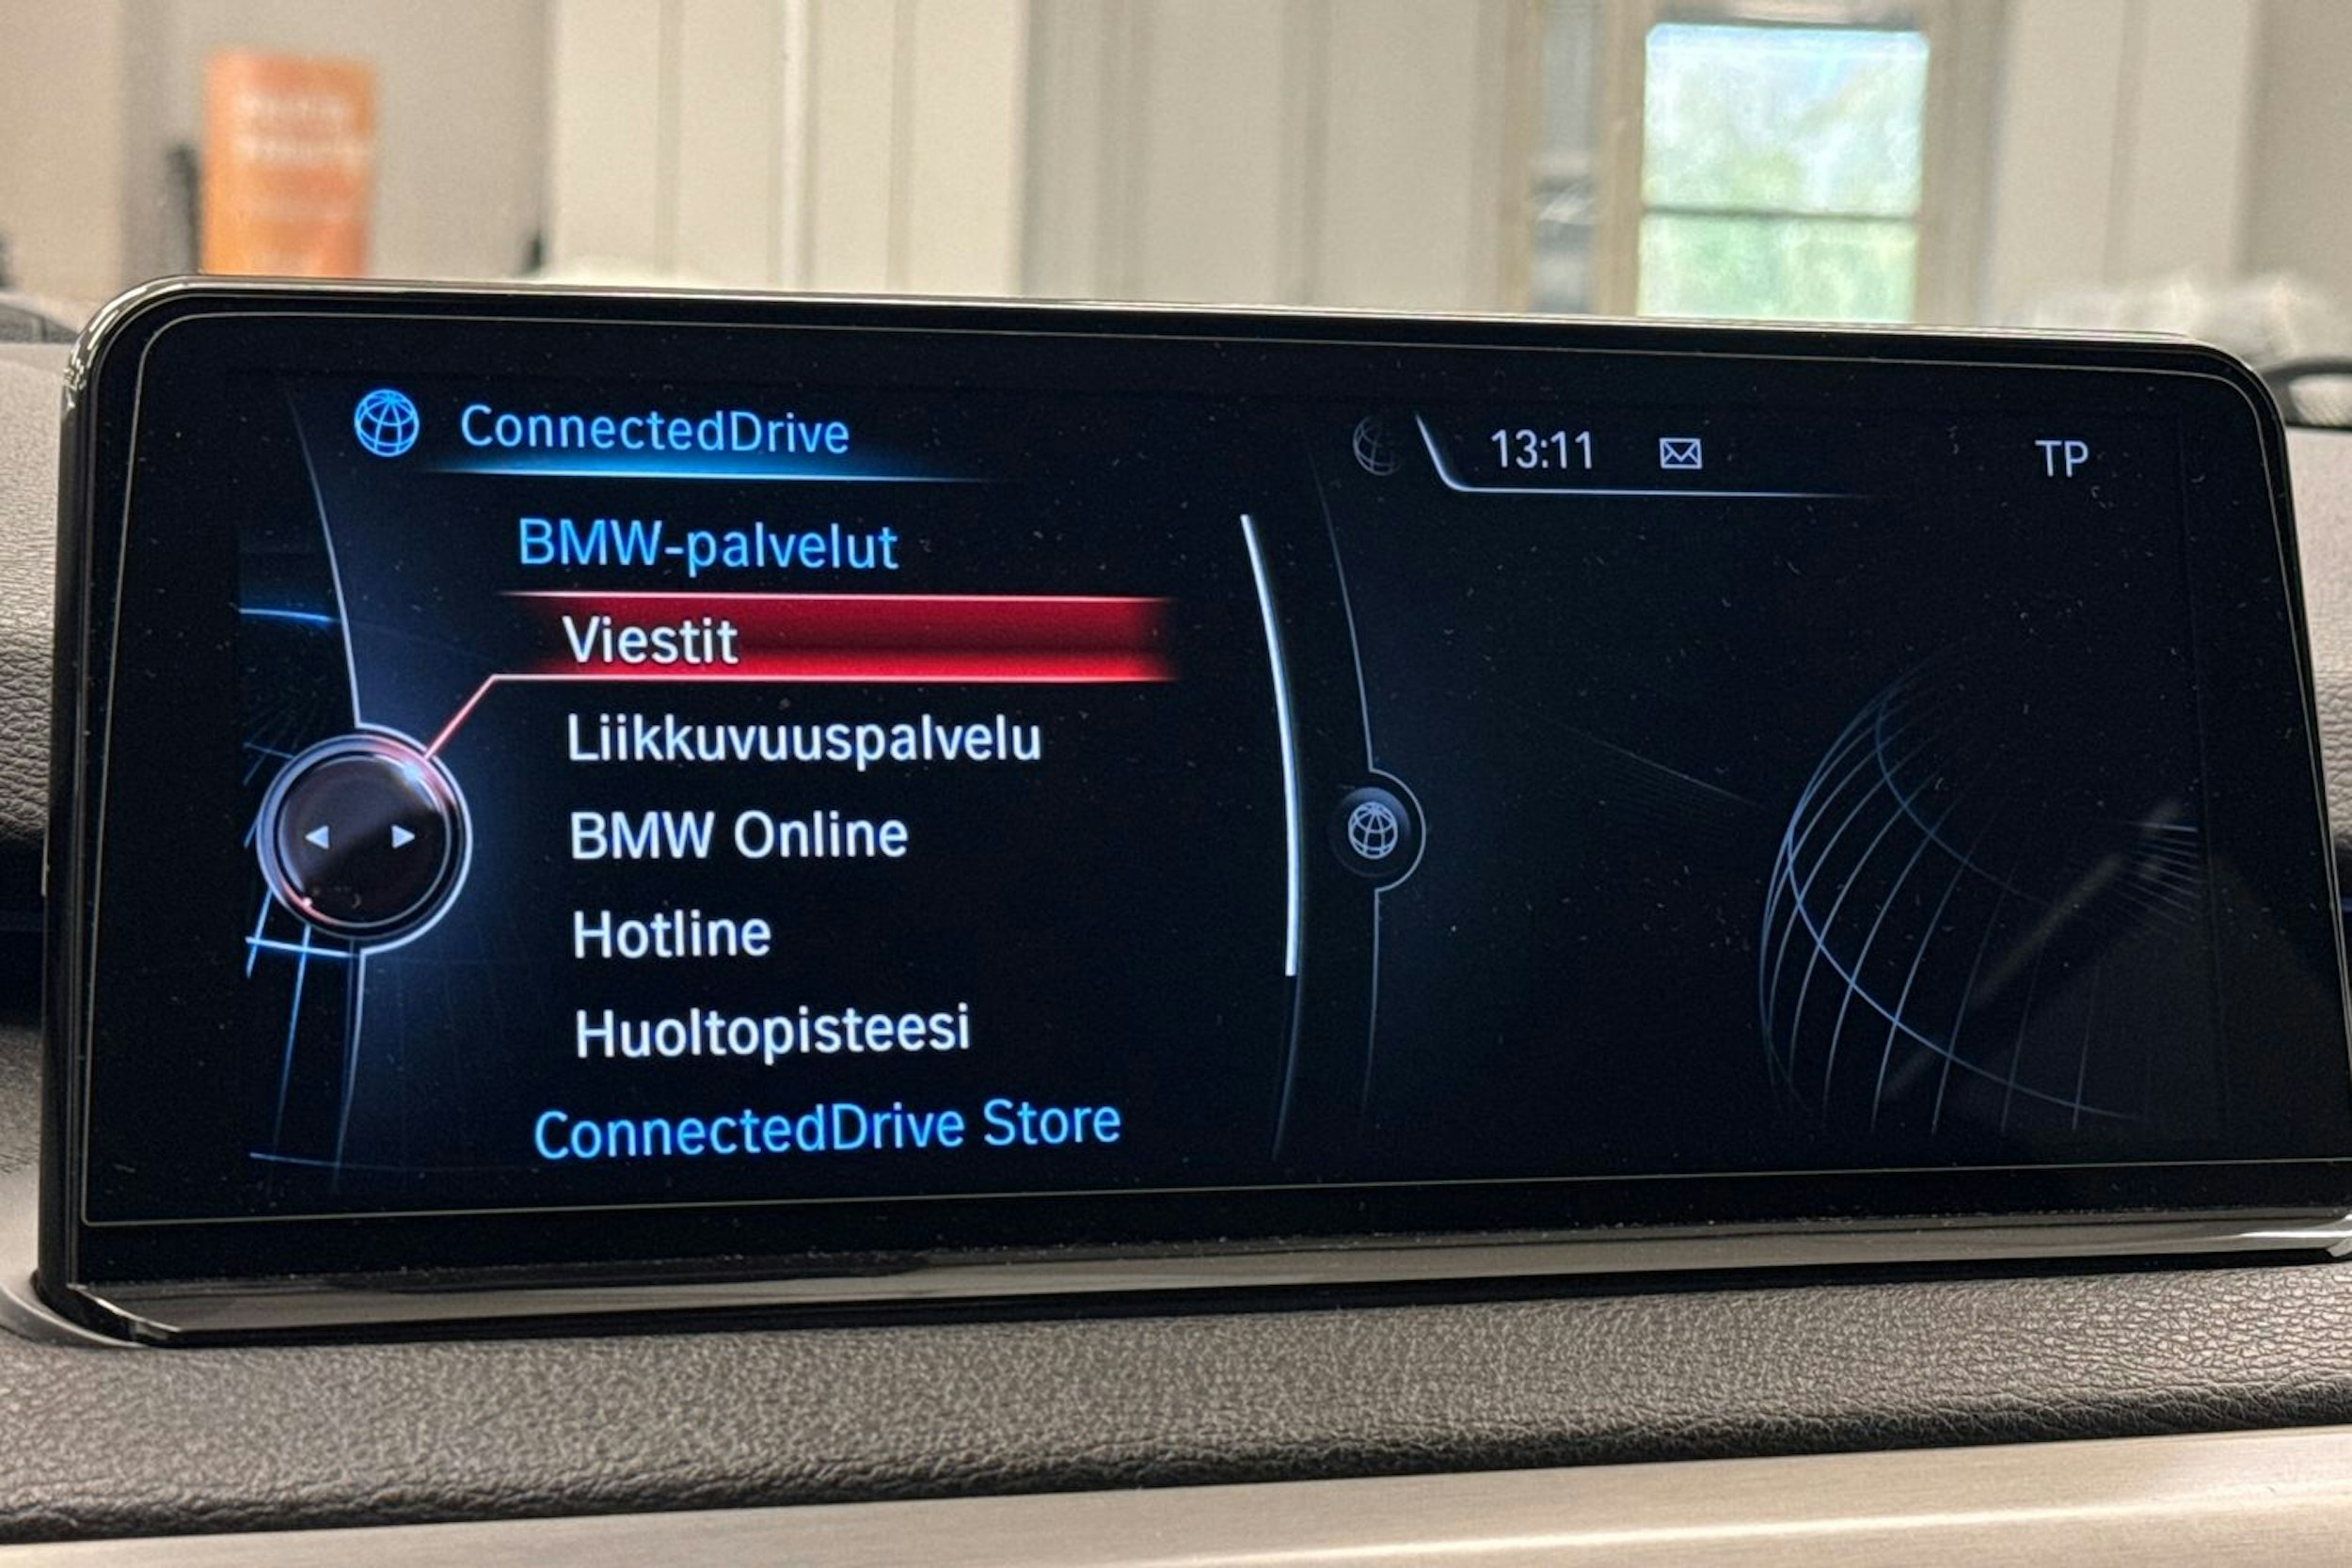 ConnectedDrive
13:11
TP
BMW-palvelut
Viestit
Liikkuvuuspalvelu
BMW Online
Hotline
Huoltopisteesi
ConnectedDrive Store